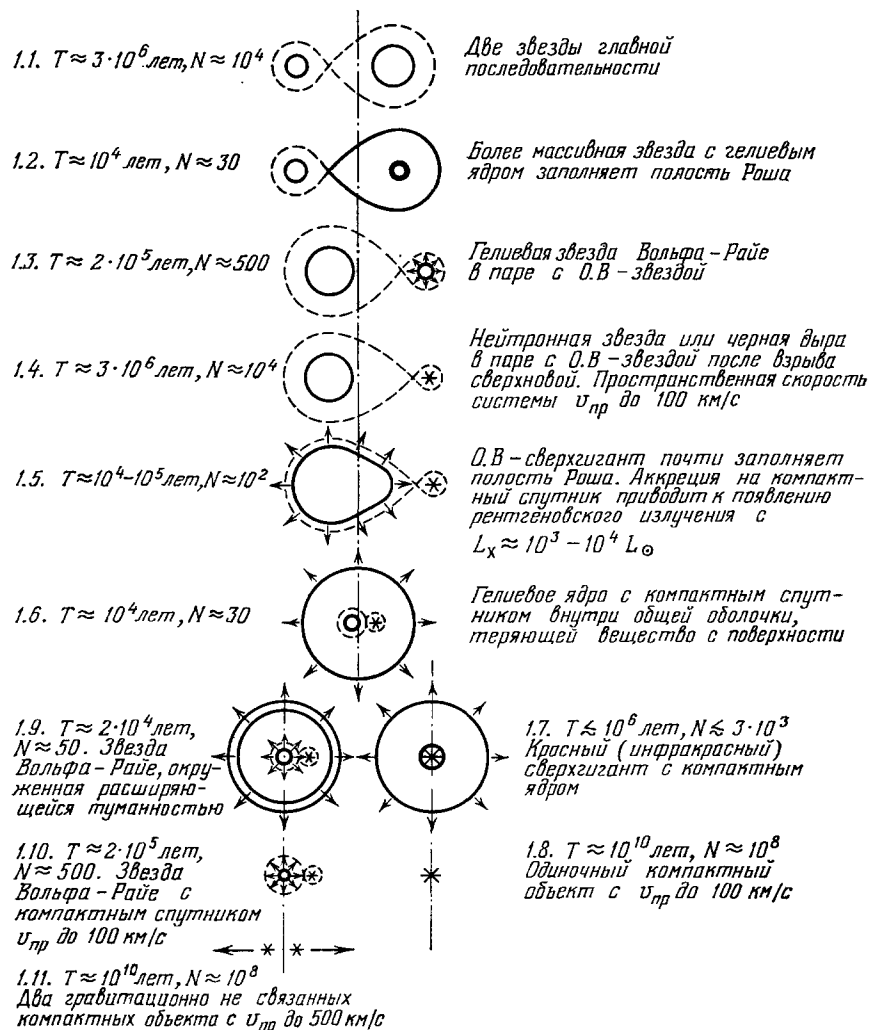 1.1. T ≈ 3·10⁶ лет, N ≈ 10⁴
Две звезды главной
последовательности
1.2. T ≈ 10⁴ лет, N ≈ 30
Более массивная звезда с гелиевым
ядром заполняет полость Роша
1.3. T ≈ 2·10⁵ лет, N ≈ 500
Гелиевая звезда Вольфа-Райе
в паре с О.В-звездой
1.4. T ≈ 3·10⁶ лет, N ≈ 10⁴
Нейтронная звезда или черная дыра
в паре с О.В-звездой после взрыва
сверхновой. Пространственная скорость
системы υпр до 100 км/с
1.5. T ≈ 10⁴–10⁵ лет, N ≈ 10²
О.В-сверхгигант почти заполняет
полость Роша. Аккреция на компакт-
ный спутник приводит к появлению
рентгеновского излучения с
Lx ≈ 10³ – 10⁴ L☉
1.6. T ≈ 10⁴ лет, N ≈ 30
Гелиевое ядро с компактным спут-
ником внутри общей оболочки,
теряющей вещество с поверхности
1.9. T ≈ 2·10⁴ лет,
N ≈ 50. Звезда
Вольфа-Райе, окру-
женная расширяю-
щейся туманностью
1.7. T ≲ 10⁶ лет, N ≲ 3·10³
Красный (инфракрасный)
сверхгигант с компактным
ядром
1.10. T ≈ 2·10⁵ лет,
N ≈ 500. Звезда
Вольфа-Райе с
компактным спутником
υпр до 100 км/с
1.8. T ≈ 10¹⁰ лет, N ≈ 10⁸
Одиночный компактный
объект с υпр до 100 км/с
1.11. T ≈ 10¹⁰ лет, N ≈ 10⁸
Два гравитационно не связанных
компактных объекта с υпр до 500 км/с